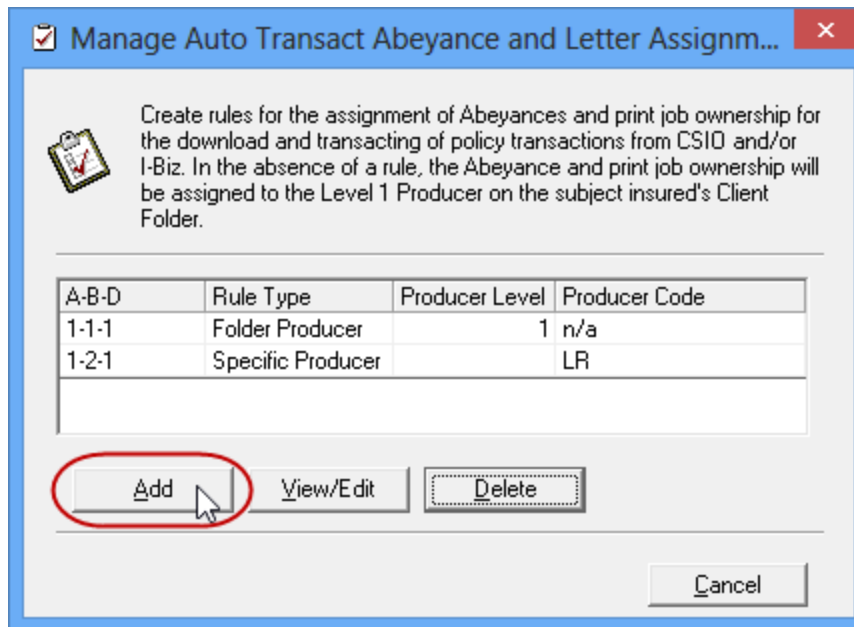 Manage Auto Transact Abeyance and Letter Assignm...
Create rules for the assignment of Abeyances and print job ownership for
the download and transacting of policy transactions from CSIO and/or
I-Biz. In the absence of a rule, the Abeyance and print job ownership will
be assigned to the Level 1 Producer on the subject insured's Client
Folder.
A-B-D Rule Type Producer Level Producer Code
1-1-1 Folder Producer 1 n/a
1-2-1 Specific Producer LR
Add View/Edit Delete
Cancel